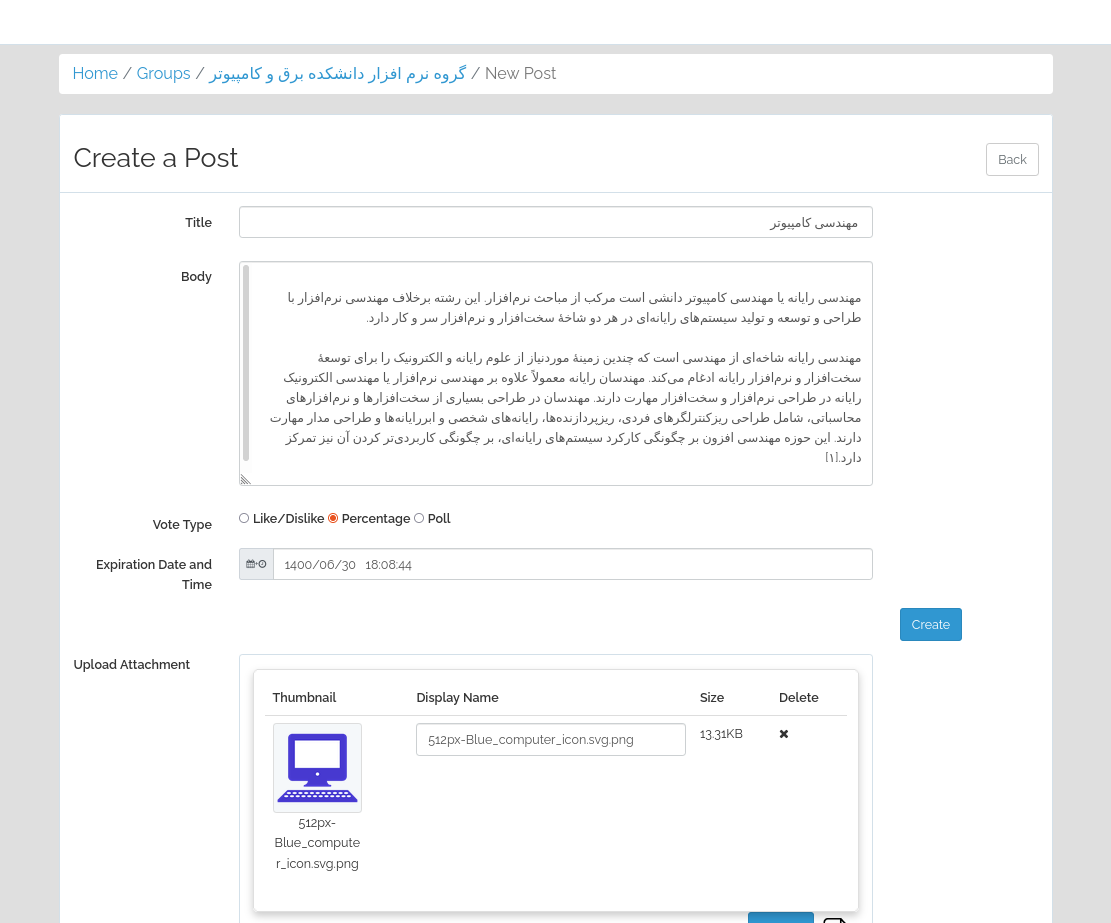 Home / Groups / گروه نرم افزار دانشکده برق و کامپیوتر / New Post
Create a Post
Back
Title
مهندسی کامپیوتر
Body
مهندسی رایانه یا مهندسی کامپیوتر دانشی است مرکب از مباحث نرم‌افزار. این رشته برخلاف مهندسی نرم‌افزار با
طراحی و توسعه و تولید سیستم‌های رایانه‌ای در هر دو شاخهٔ سخت‌افزار و نرم‌افزار سر و کار دارد.
مهندسی رایانه شاخه‌ای از مهندسی است که چندین زمینهٔ موردنیاز از علوم رایانه و الکترونیک را برای توسعهٔ
سخت‌افزار و نرم‌افزار رایانه ادغام می‌کند. مهندسان رایانه معمولاً علاوه بر مهندسی نرم‌افزار یا مهندسی الکترونیک
رایانه در طراحی نرم‌افزار و سخت‌افزار مهارت دارند. مهندسان در طراحی بسیاری از سخت‌افزارها و نرم‌افزارهای
محاسباتی، شامل طراحی ریزکنترلگرهای فردی، ریزپردازنده‌ها، رایانه‌های شخصی و ابررایانه‌ها و طراحی مدار مهارت
دارند. این حوزه مهندسی افزون بر چگونگی کارکرد سیستم‌های رایانه‌ای، بر چگونگی کاربردی‌تر کردن آن نیز تمرکز
دارد.[۱]
Vote Type
Like/Dislike Percentage Poll
Expiration Date and
Time
1400/06/30 18:08:44
Create
Upload Attachment
Thumbnail Display Name Size Delete
512px-Blue_computer_icon.svg.png 13.31KB
512px-
Blue_compute
r_icon.svg.png